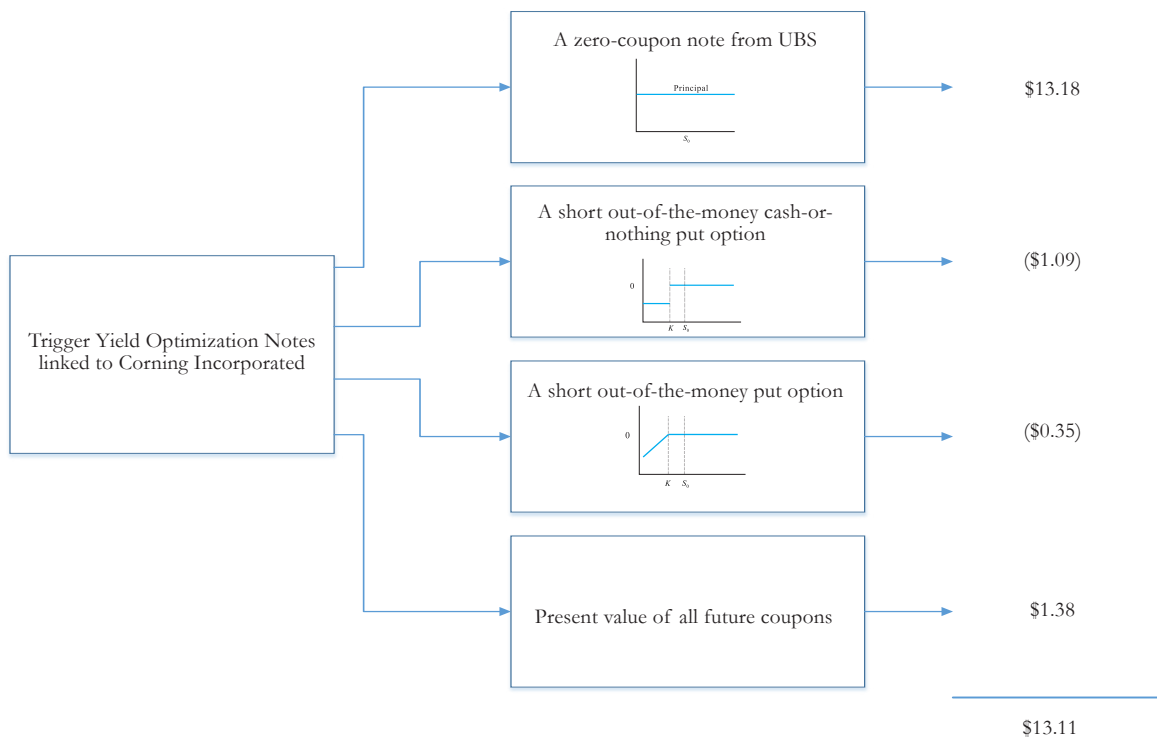 A zero-coupon note from UBS
Principal
S₀
$13.18
A short out-of-the-money cash-or-
nothing put option
0
K S₀
($1.09)
Trigger Yield Optimization Notes
linked to Corning Incorporated
A short out-of-the-money put option
0
K S₀
($0.35)
Present value of all future coupons
$1.38
$13.11